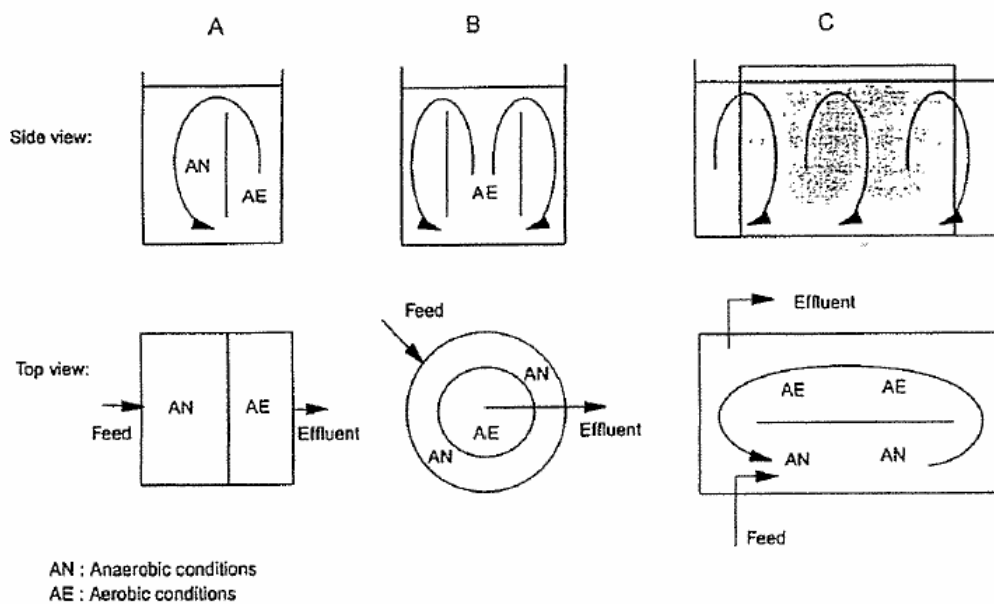 A B C
Side view:
AN
AE
AE
Feed
Effluent
Top view:
AN
AE
Feed
Effluent
AN
AE
Effluent
AE AE
AN AN
Feed
AN : Anaerobic conditions
AE : Aerobic conditions